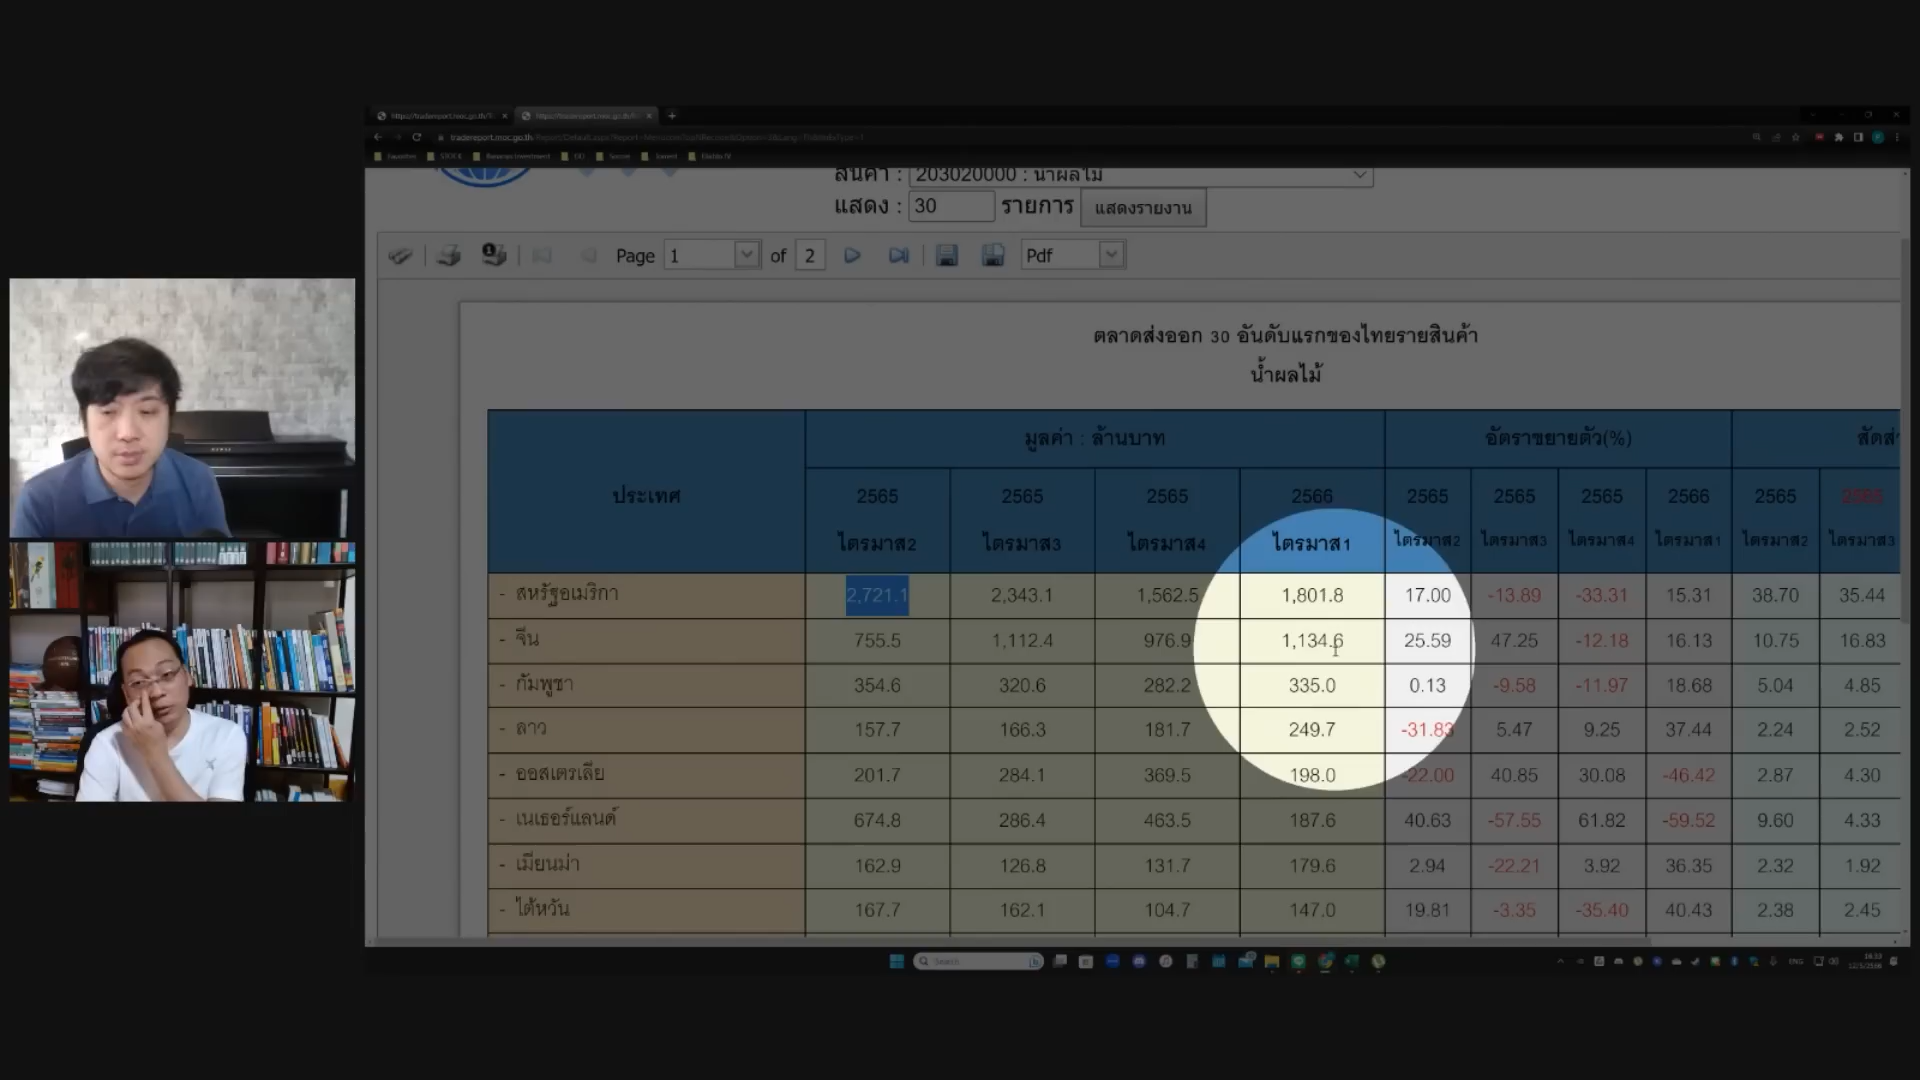 สินค้า : 203020000 : น้ำผลไม้
แสดง : 30 รายการ แสดงรายงาน
Page 1 of 2 Pdf
ตลาดส่งออก 30 อันดับแรกของไทยรายสินค้า
น้ำผลไม้
ประเทศ มูลค่า : ล้านบาท อัตราขยายตัว(%)
2565 2565 2565 2566 2565 2565 2565 2566 2565 2565
ไตรมาส2 ไตรมาส3 ไตรมาส4 ไตรมาส1 ไตรมาส2 ไตรมาส3 ไตรมาส4 ไตรมาส1 ไตรมาส2 ไตรมาส3
- สหรัฐอเมริกา 2,721.1 2,343.1 1,562.5 1,801.8 17.00 -13.89 -33.31 15.31 38.70 35.44
- จีน 755.5 1,112.4 976.9 1,134.6 25.59 47.25 -12.18 16.13 10.75 16.83
- กัมพูชา 354.6 320.6 282.2 335.0 0.13 -9.58 -11.97 18.68 5.04 4.85
- ลาว 157.7 166.3 181.7 249.7 -31.83 5.47 9.25 37.44 2.24 2.52
- ออสเตรเลีย 201.7 284.1 369.5 198.0 -22.00 40.85 30.08 -46.42 2.87 4.30
- เนเธอร์แลนด์ 674.8 286.4 463.5 187.6 40.63 -57.55 61.82 -59.52 9.60 4.33
- เมียนม่า 162.9 126.8 131.7 179.6 2.94 -22.21 3.92 36.35 2.32 1.92
- ไต้หวัน 167.7 162.1 104.7 147.0 19.81 -3.35 -35.40 40.43 2.38 2.45
Search
ENG